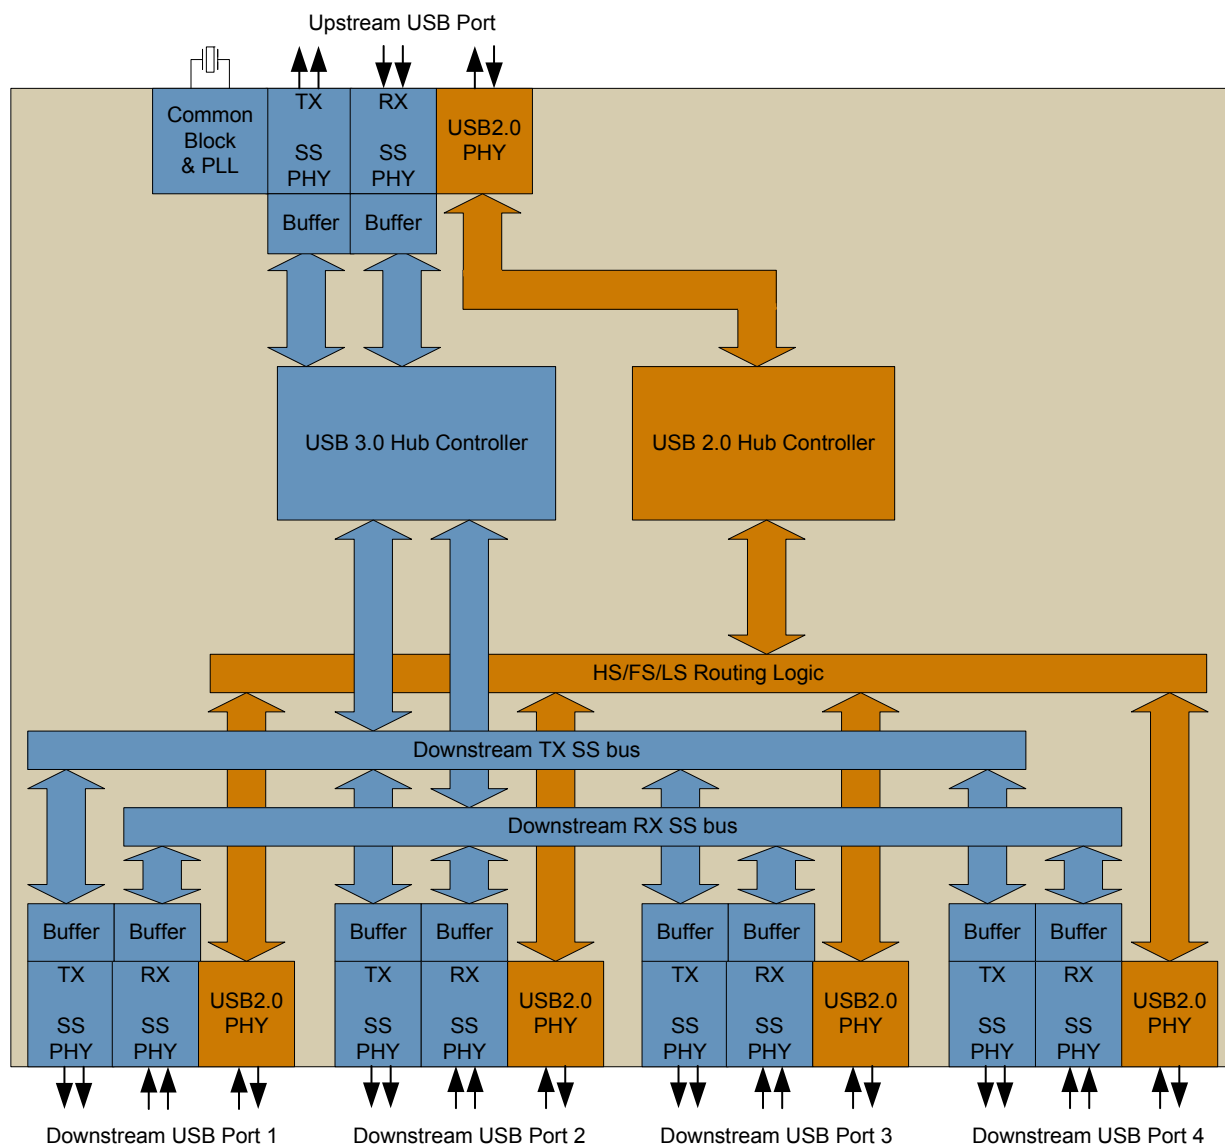 Upstream USB Port
Common
Block
& PLL
TX
SS
PHY
RX
SS
PHY
USB2.0
PHY
Buffer
Buffer
USB 3.0 Hub Controller
USB 2.0 Hub Controller
HS/FS/LS Routing Logic
Downstream TX SS bus
Downstream RX SS bus
Buffer
Buffer
TX
SS
PHY
RX
SS
PHY
USB2.0
PHY
Buffer
Buffer
TX
SS
PHY
RX
SS
PHY
USB2.0
PHY
Buffer
Buffer
TX
SS
PHY
RX
SS
PHY
USB2.0
PHY
Buffer
Buffer
TX
SS
PHY
RX
SS
PHY
USB2.0
PHY
Downstream USB Port 1
Downstream USB Port 2
Downstream USB Port 3
Downstream USB Port 4